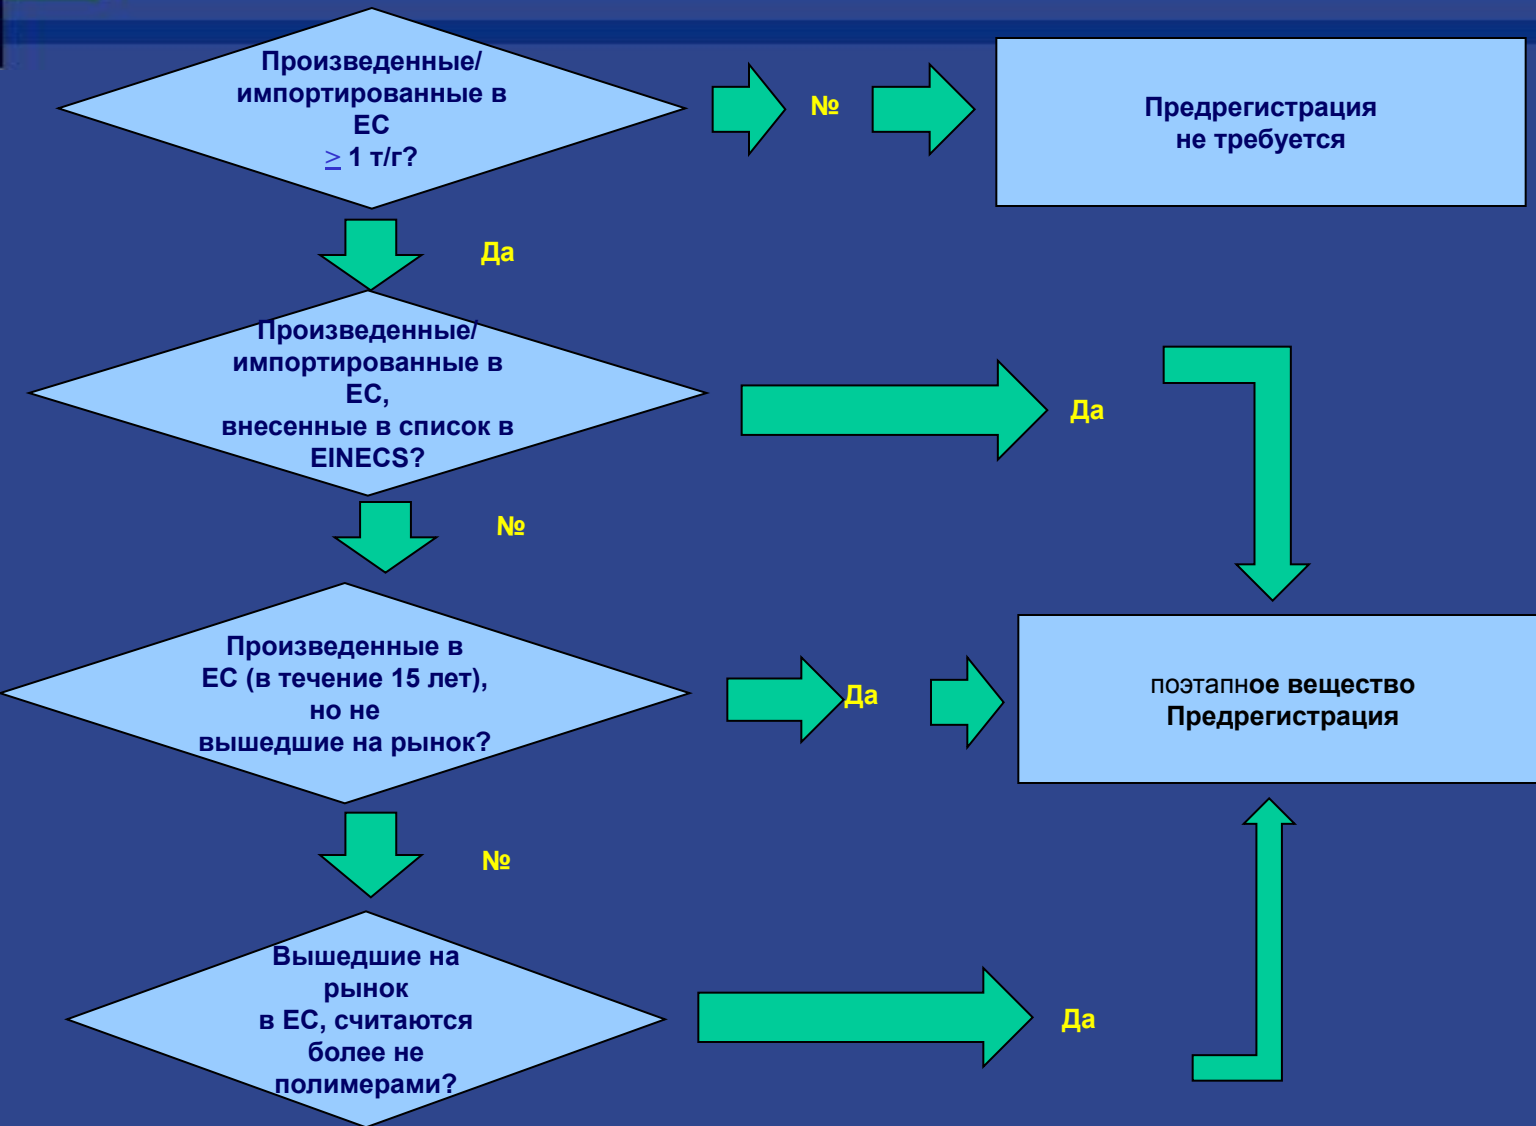 Произведенные/
импортированные в
ЕС
≥ 1 т/г?
№
Предрегистрация
не требуется
Да
Произведенные/
импортированные в
ЕС,
внесенные в список в
EINECS?
Да
№
Произведенные в
ЕС (в течение 15 лет),
но не
вышедшие на рынок?
Да
поэтапное вещество
Предрегистрация
№
Вышедшие на
рынок
в ЕС, считаются
более не
полимерами?
Да